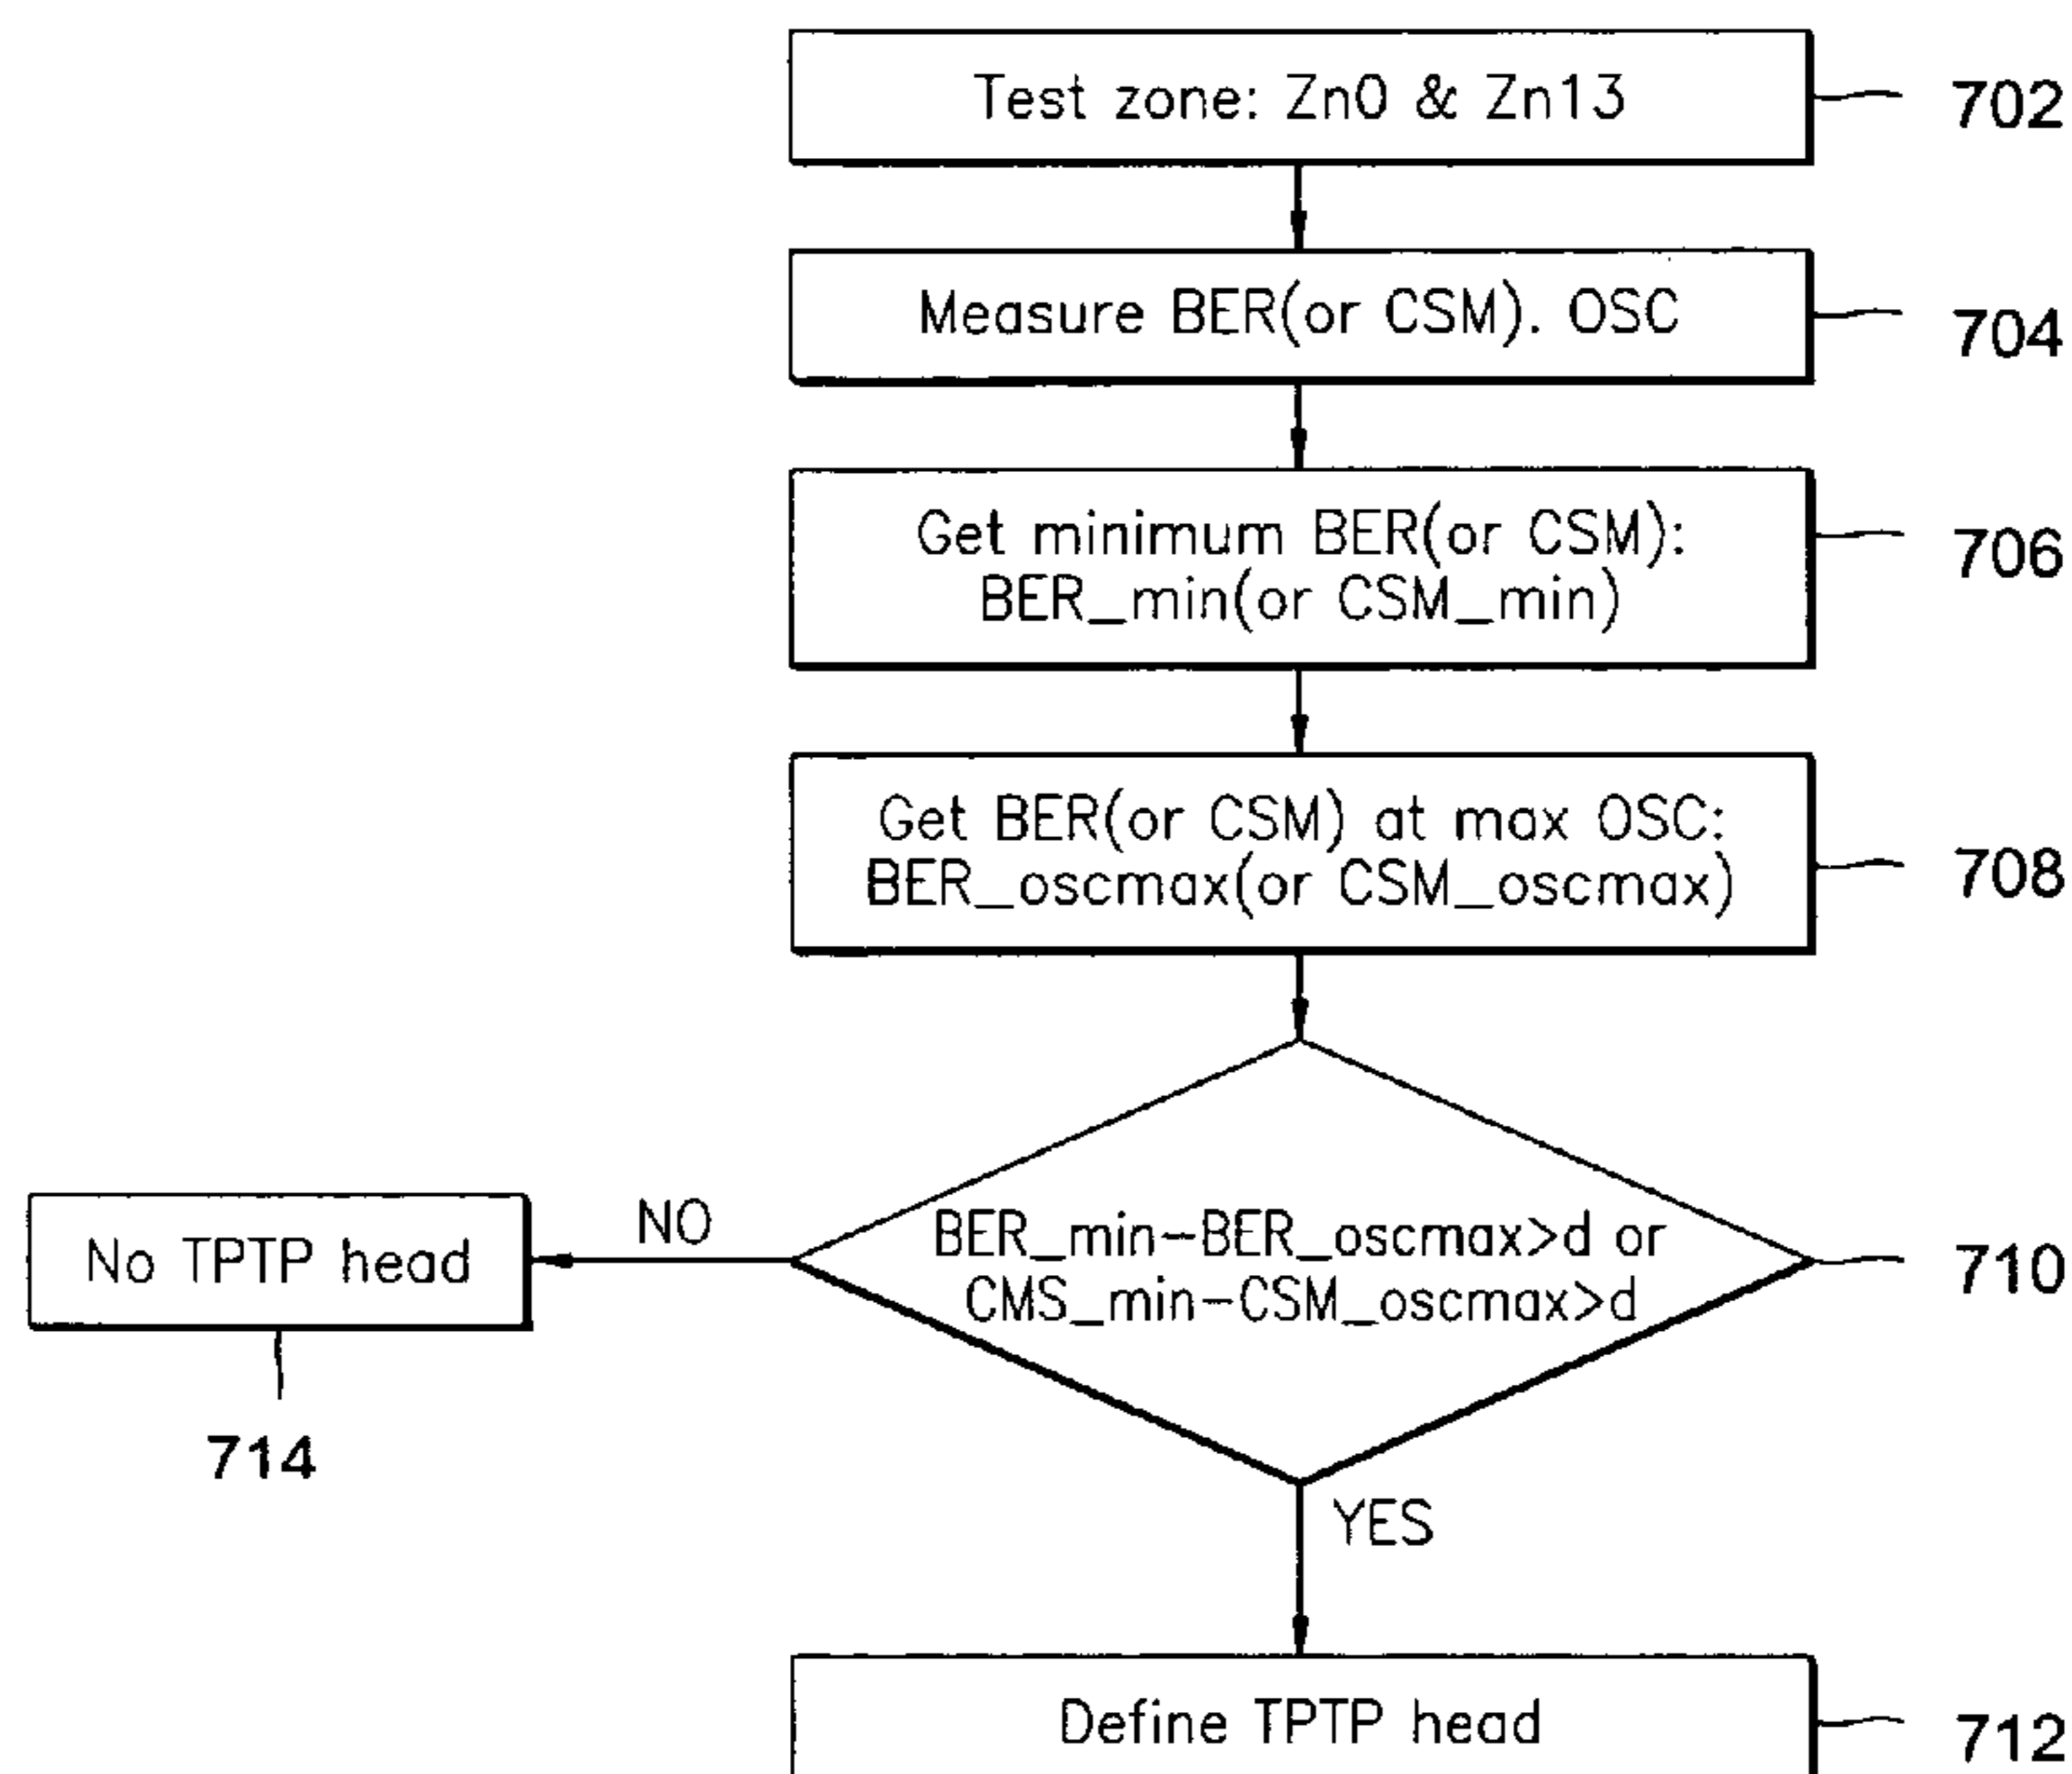 Test zone: Zn0 & Zn13
702
Measure BER(or CSM). OSC
704
Get minimum BER(or CSM):
BER_min(or CSM_min)
706
Get BER(or CSM) at max OSC:
BER_oscmax(or CSM_oscmax)
708
BER_min-BER_oscmax>d or
CMS_min-CSM_oscmax>d
710
NO
No TPTP head
714
YES
Define TPTP head
712